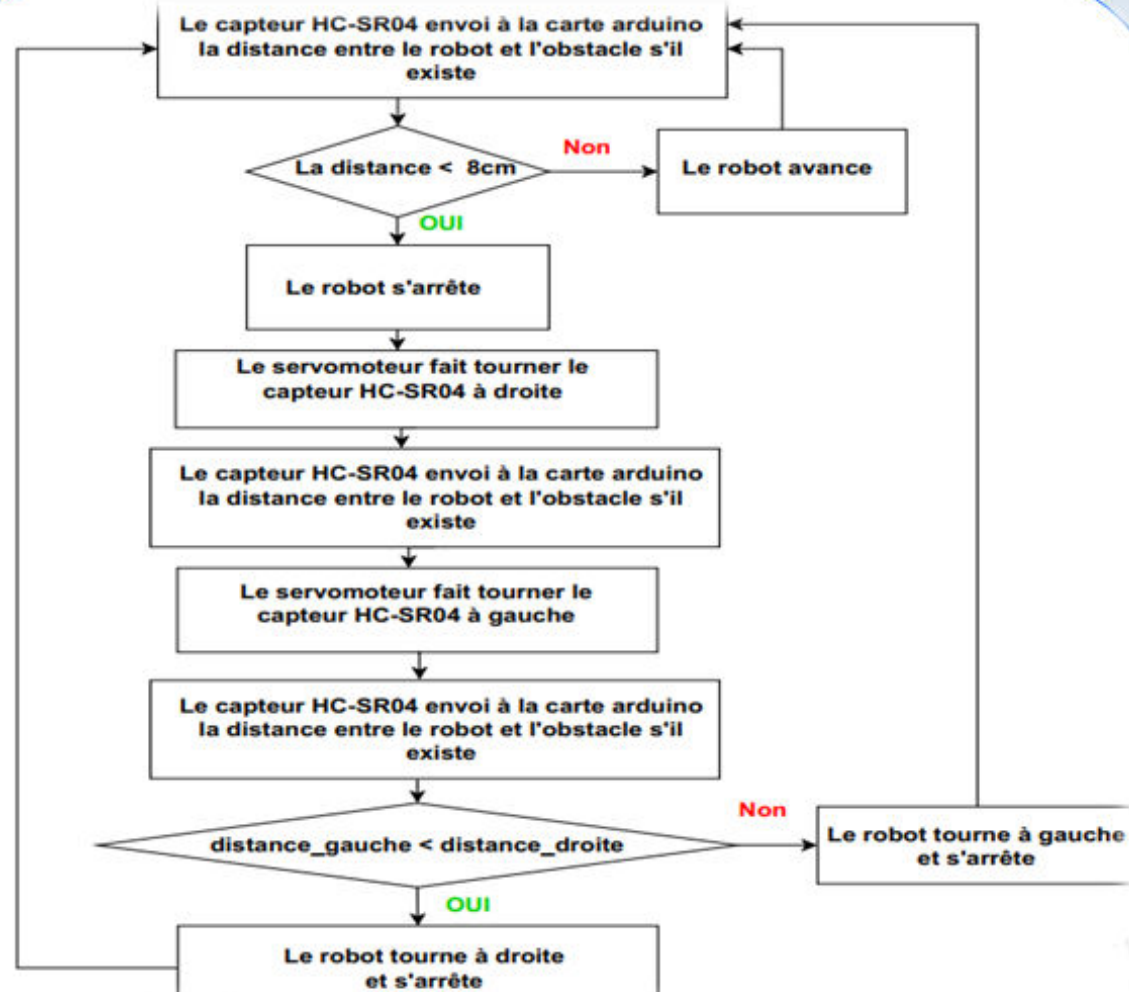 Le capteur HC-SR04 envoi à la carte arduino
la distance entre le robot et l'obstacle s'il
existe
La distance < 8cm
Non
Le robot avance
OUI
Le robot s'arrête
Le servomoteur fait tourner le
capteur HC-SR04 à droite
Le capteur HC-SR04 envoi à la carte arduino
la distance entre le robot et l'obstacle s'il
existe
Le servomoteur fait tourner le
capteur HC-SR04 à gauche
Le capteur HC-SR04 envoi à la carte arduino
la distance entre le robot et l'obstacle s'il
existe
distance_gauche < distance_droite
Non
Le robot tourne à gauche
et s'arrête
OUI
Le robot tourne à droite
et s'arrête